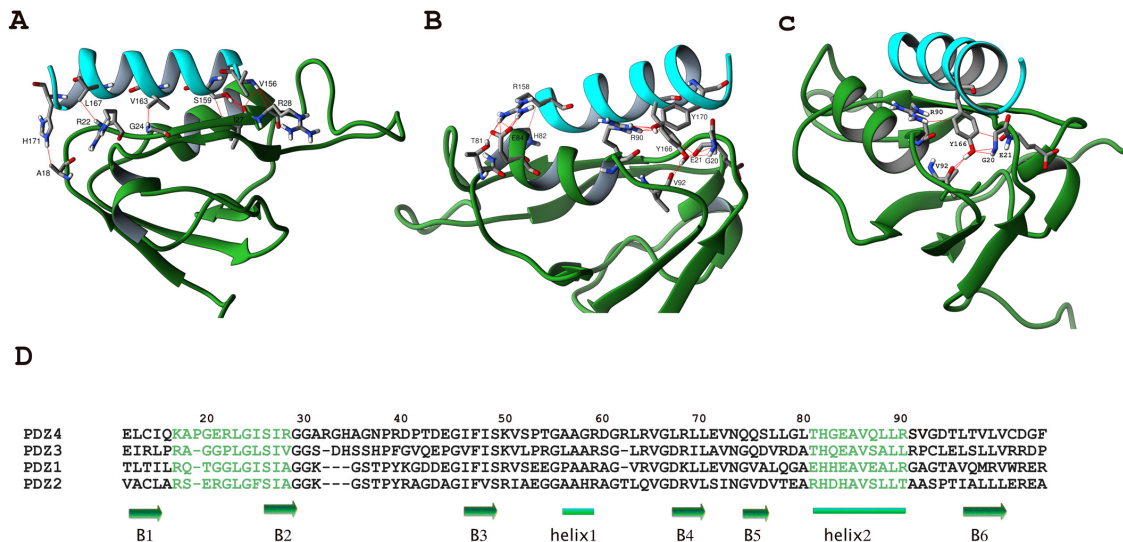 A
B
C
V156
L167
V163
S159
R28
R22
G24
27
H171
A18
R158
T81
E84
H82
R90
Y170
Y166
E21
G20
V92
R90
V92
Y166
G20
E21
D
20 30 40 50 60 70 80 90
PDZ4 ELCIQKAPGERLGISIRGGARGHAGNPRDPTDEGIFISKVSPTGAAGRDGRLRVGLRLLEVNQQSLLGLTHGEAVQLLRSVGDTLTVLVCDGF
PDZ3 EIRLPRA-GGPLGLSIVGGS-DHSSHPFGVQEPGVFISKVLPRGLAARSG-LRVGDRILAVNGQDVRDATHQEAVSALLRPCLELSLLVRRDP
PDZ1 TLTILRQ-TGGLGISIAGGK---GSTPYKGDDEGIFISRVSEEGPAARAG-VRVGDKLLEVNGVALQGAEHHEAVEALRGAGTAVQMRVWRER
PDZ2 VACLARS-ERGLGFSIAGGK---GSTPYRAGDAGIFVSRIAEGGAAHRAGTLQVGDRVLSINGVDVTEARHDHAVSLLTAASPTIALLLEREA
B1 B2 B3 helix1 B4 B5 helix2 B6